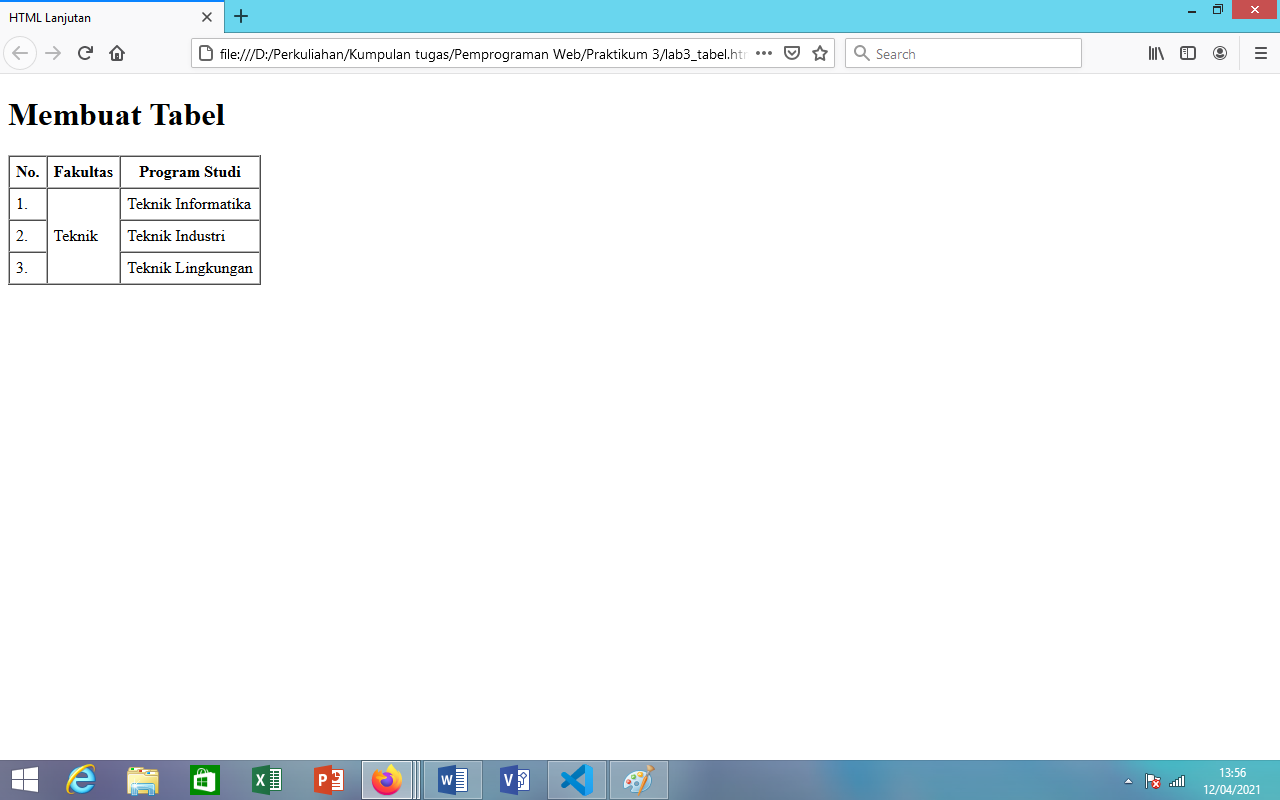 HTML Lanjutan
file:///D:/Perkuliahan/Kumpulan tugas/Pemprograman Web/Praktikum 3/lab3_tabel.htm
Search
Membuat Tabel
No. Fakultas Program Studi
1. Teknik Teknik Informatika
2. Teknik Industri
3. Teknik Lingkungan
13:56
12/04/2021